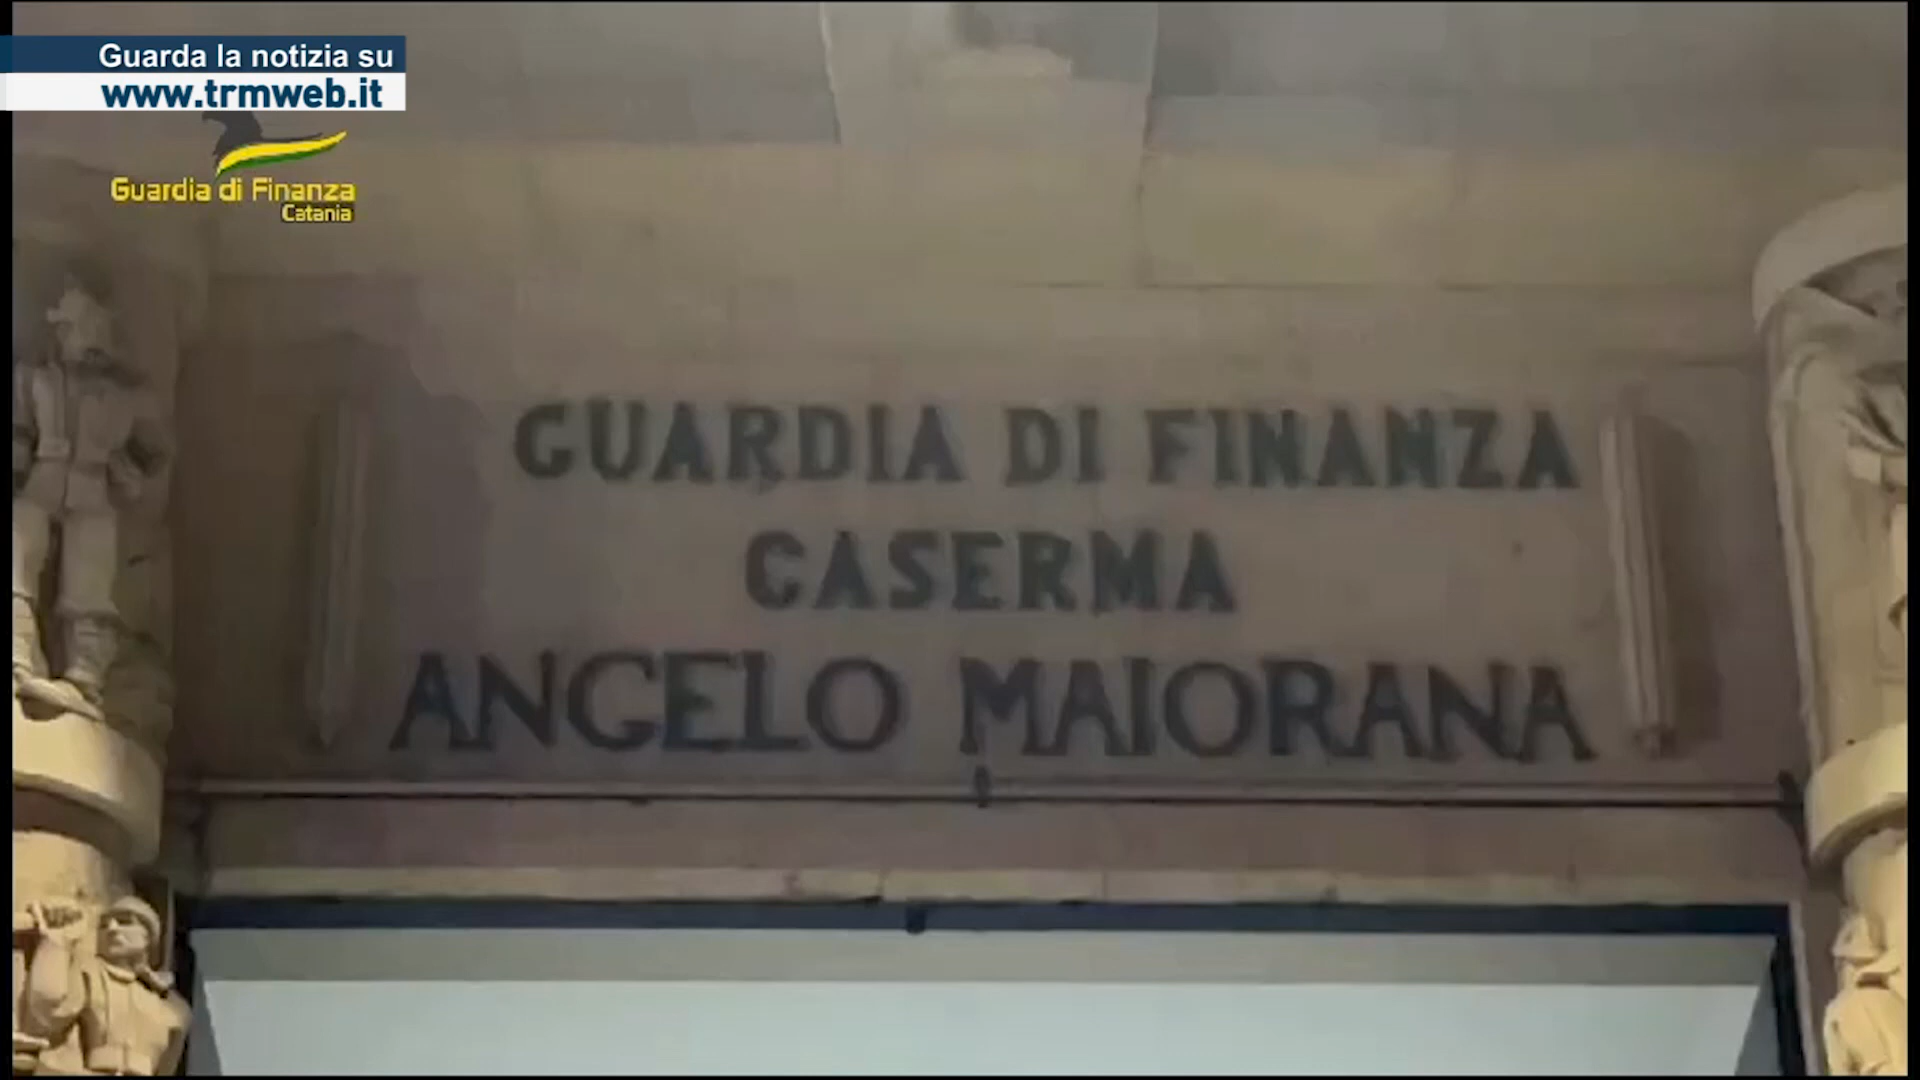 Guarda la notizia su
www.trmweb.it
Guardia di Finanza
Catania
GUARDIA DI FINANZA
CASERMA
ANGELO MAIORANA